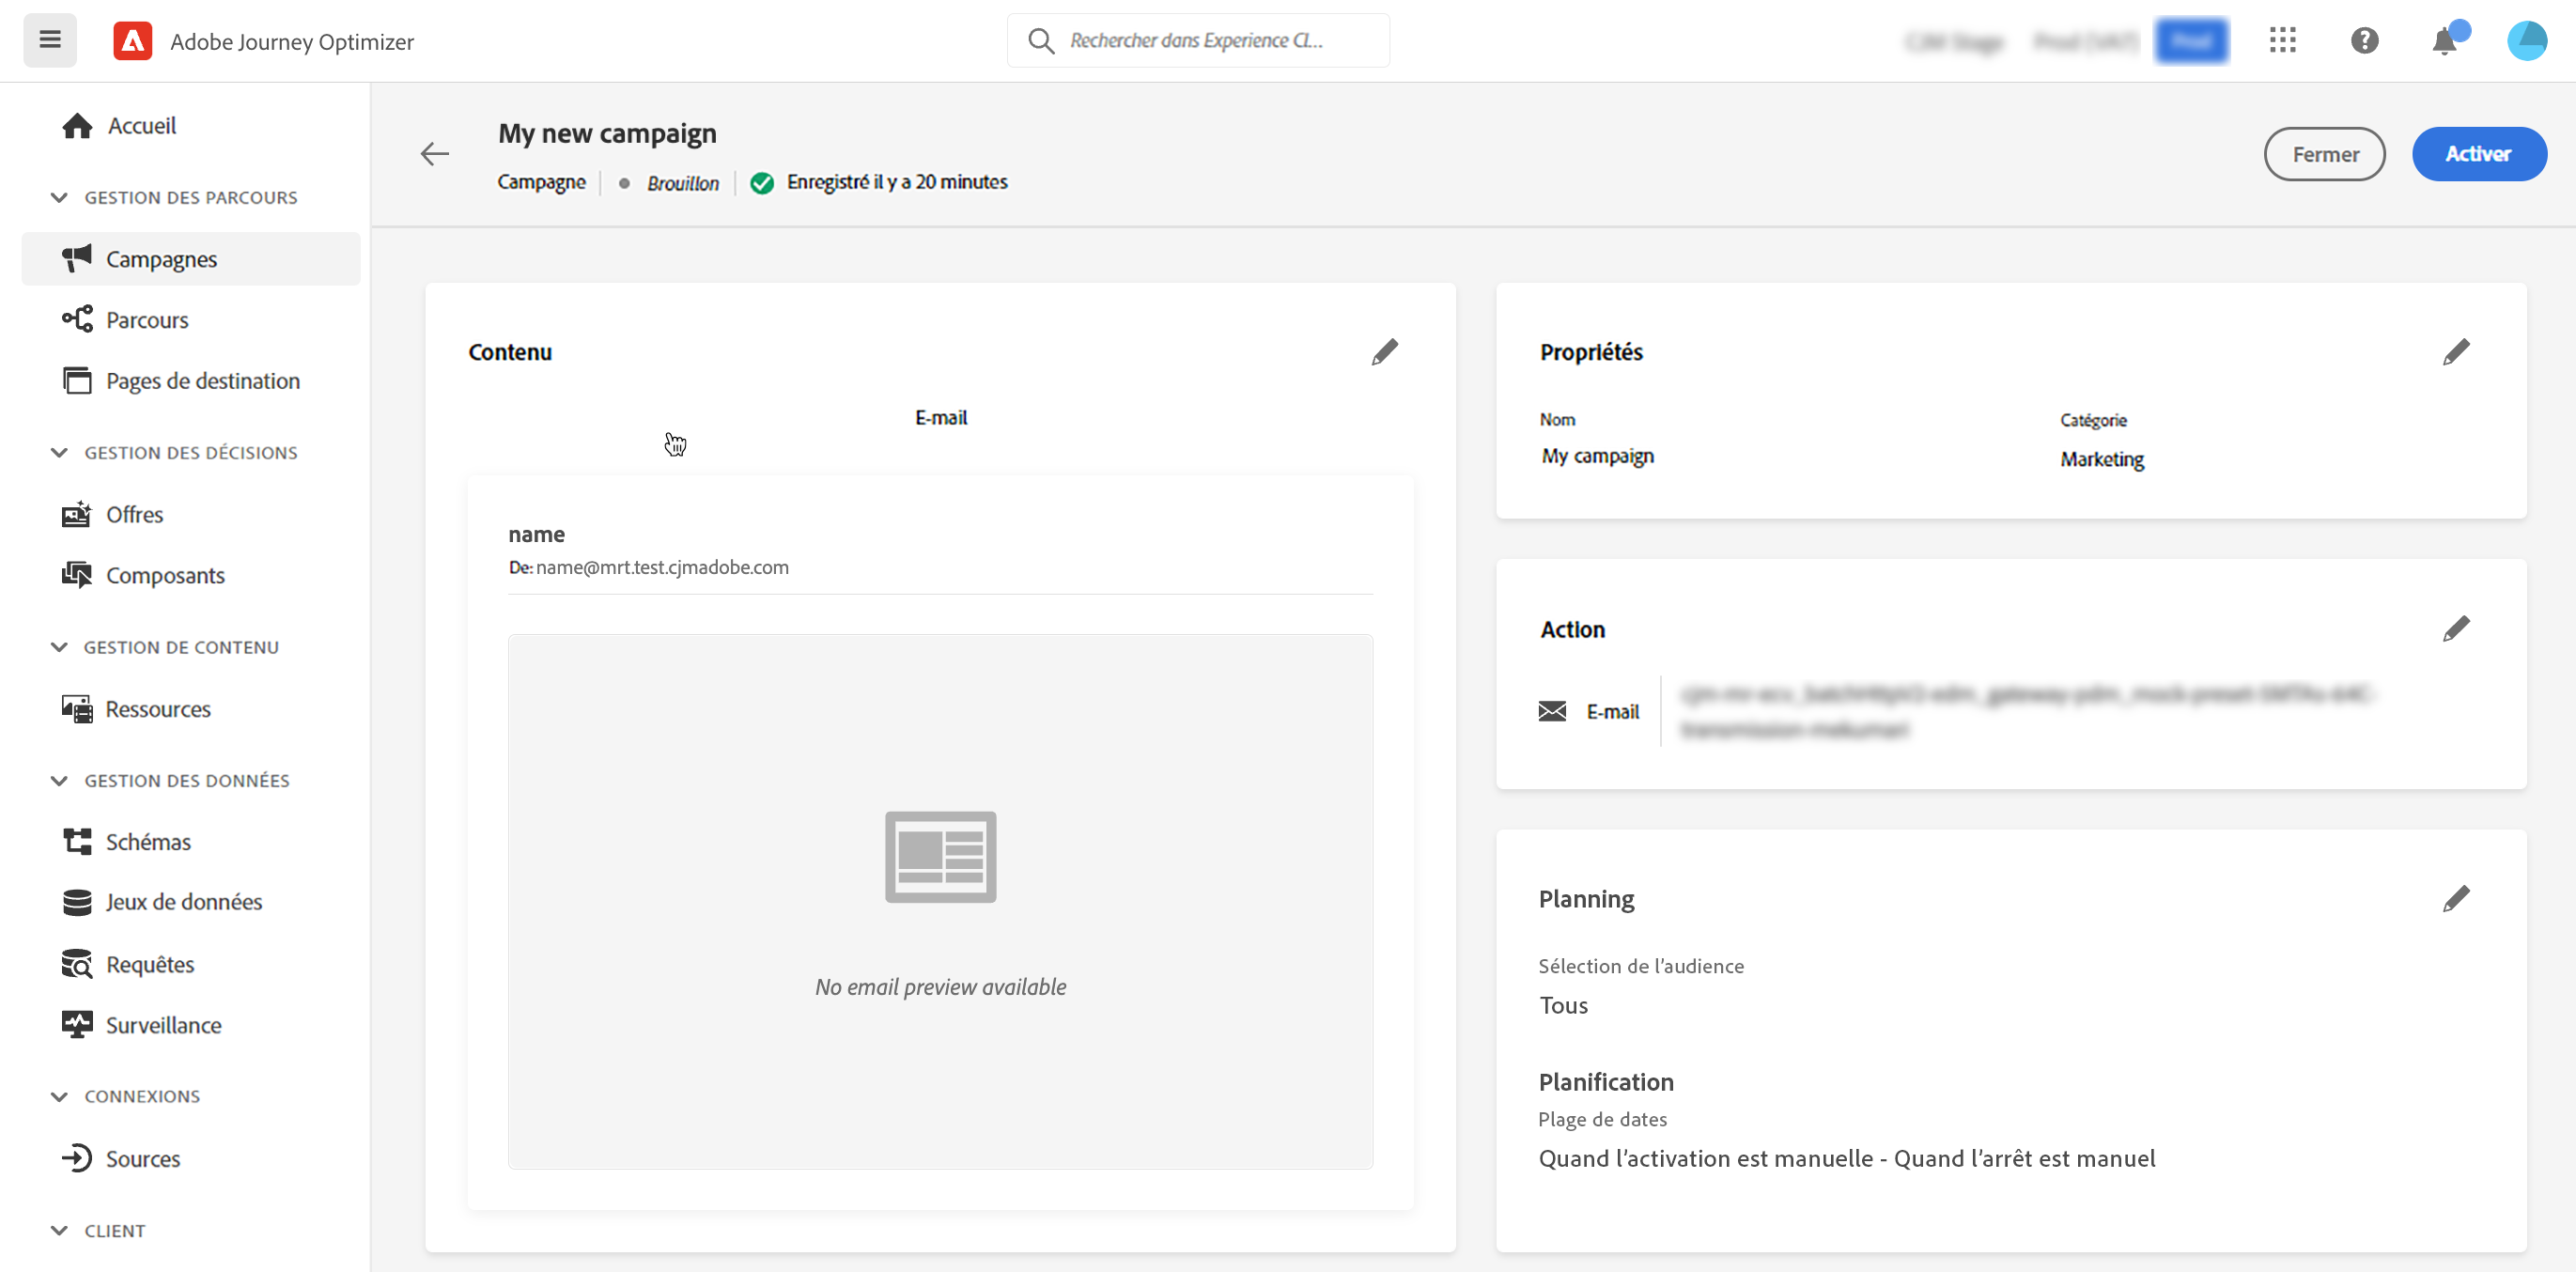 Adobe Journey Optimizer
Rechercher dans Experience Cl...
Accueil
GESTION DES PARCOURS
Campagnes
Parcours
Pages de destination
GESTION DES DÉCISIONS
Offres
Composants
GESTION DE CONTENU
Ressources
GESTION DES DONNÉES
Schémas
Jeux de données
Requêtes
Surveillance
CONNEXIONS
Sources
CLIENT
My new campaign
Campagne
Brouillon
Enregistré il y a 20 minutes
Fermer
Activer
Contenu
E-mail
name
De: name@mrt.test.cjmadobe.com
No email preview available
Propriétés
Nom
Catégorie
My campaign
Marketing
Action
E-mail
Planning
Sélection de l’audience
Tous
Planification
Plage de dates
Quand l’activation est manuelle - Quand l’arrêt est manuel